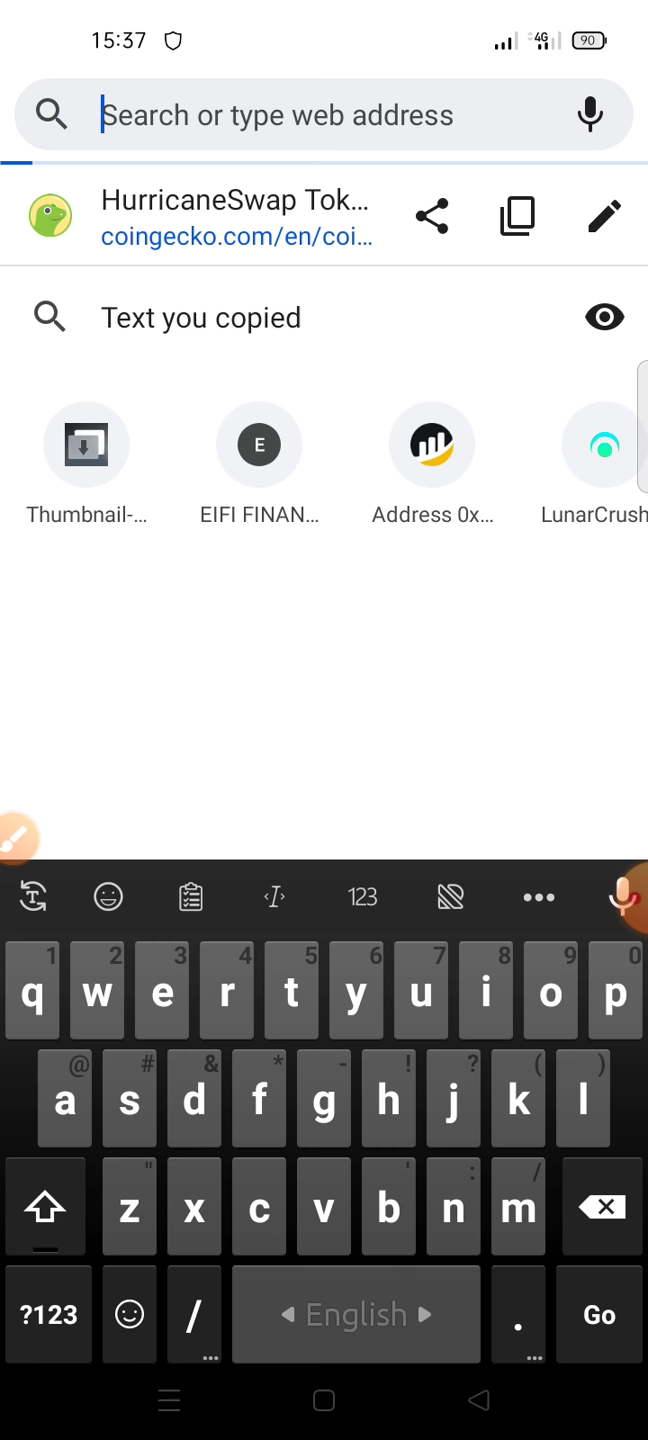 15:37
4G
90
Search or type web address
HurricaneSwap Tok...
coingecko.com/en/coi...
Text you copied
E
Thumbnail-...
EIFI FINAN...
Address 0x...
LunarCrush
T
I
123
1 2 3 4 5 6 7 8 9 0
q w e r t y u i o p
@ # & * - ! ? ( )
a s d f g h j k l
" ' : /
z x c v b n m
?123 / ... English . ... Go